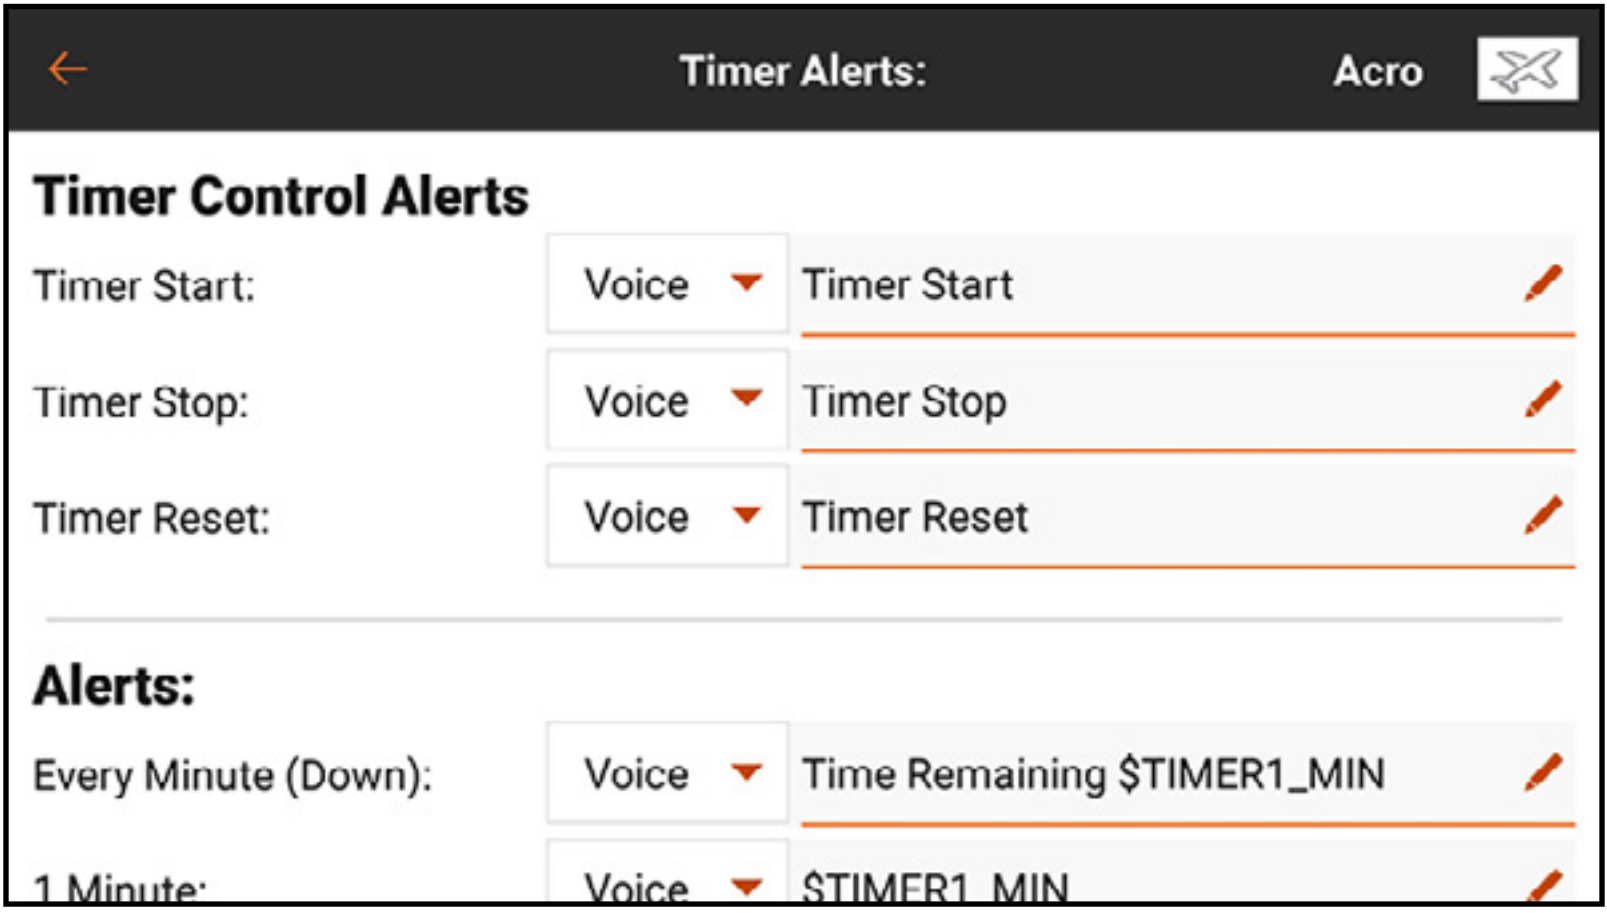 Timer Alerts: Acro
Timer Control Alerts
Timer Start: Voice Timer Start
Timer Stop: Voice Timer Stop
Timer Reset: Voice Timer Reset
Alerts:
Every Minute (Down): Voice Time Remaining $TIMER1_MIN
1 Minute: Voice $TIMER1_MIN